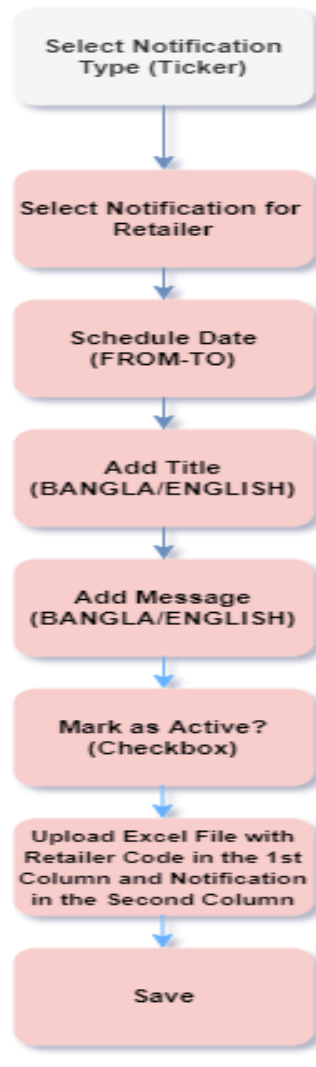 Select Notification
Type (Ticker)
Select Notification for
Retailer
Schedule Date
(FROM-TO)
Add Title
(BANGLA/ENGLISH)
Add Message
(BANGLA/ENGLISH)
Mark as Active?
(Checkbox)
Upload Excel File with
Retailer Code in the 1st
Column and Notification
in the Second Column
Save